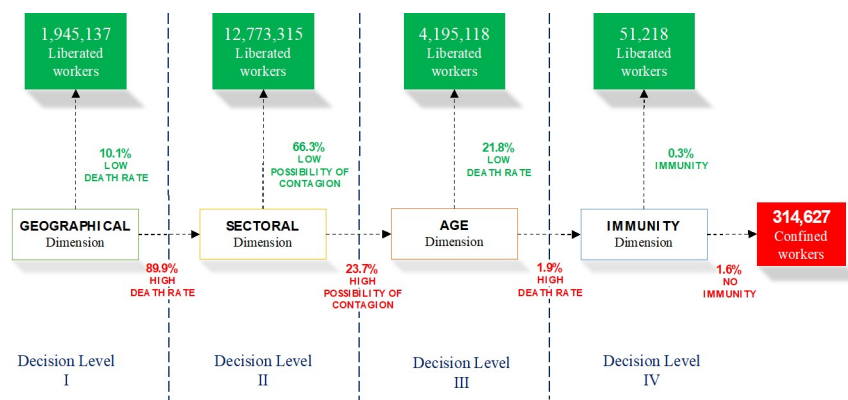 1,945,137
Liberated
workers
12,773,315
Liberated
workers
4,195,118
Liberated
workers
51,218
Liberated
workers
10.1%
LOW
DEATH RATE
66.3%
LOW
POSSIBILITY OF
CONTAGION
21.8%
LOW
DEATH RATE
0.3%
IMMUNITY
GEOGRAPHICAL
Dimension
SECTORAL
Dimension
AGE
Dimension
IMMUNITY
Dimension
314,627
Confined
workers
89.9%
HIGH
DEATH RATE
23.7%
HIGH
POSSIBILITY OF
CONTAGION
1.9%
HIGH
DEATH RATE
1.6%
NO
IMMUNITY
Decision Level
I
Decision Level
II
Decision Level
III
Decision Level
IV